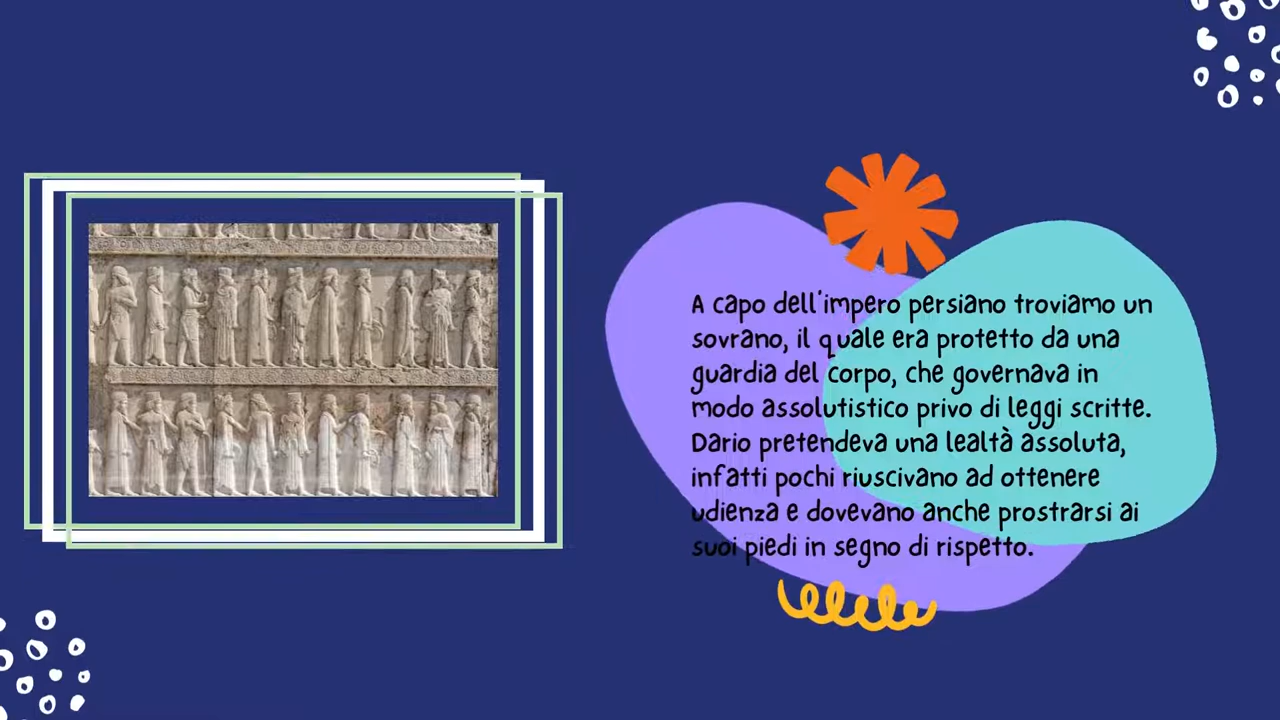 A capo dell'impero persiano troviamo un
sovrano, il quale era protetto da una
guardia del corpo, che governava in
modo assolutistico privo di leggi scritte.
Dario pretendeva una lealtà assoluta,
infatti pochi riuscivano ad ottenere
udienza e dovevano anche prostrarsi ai
suoi piedi in segno di rispetto.